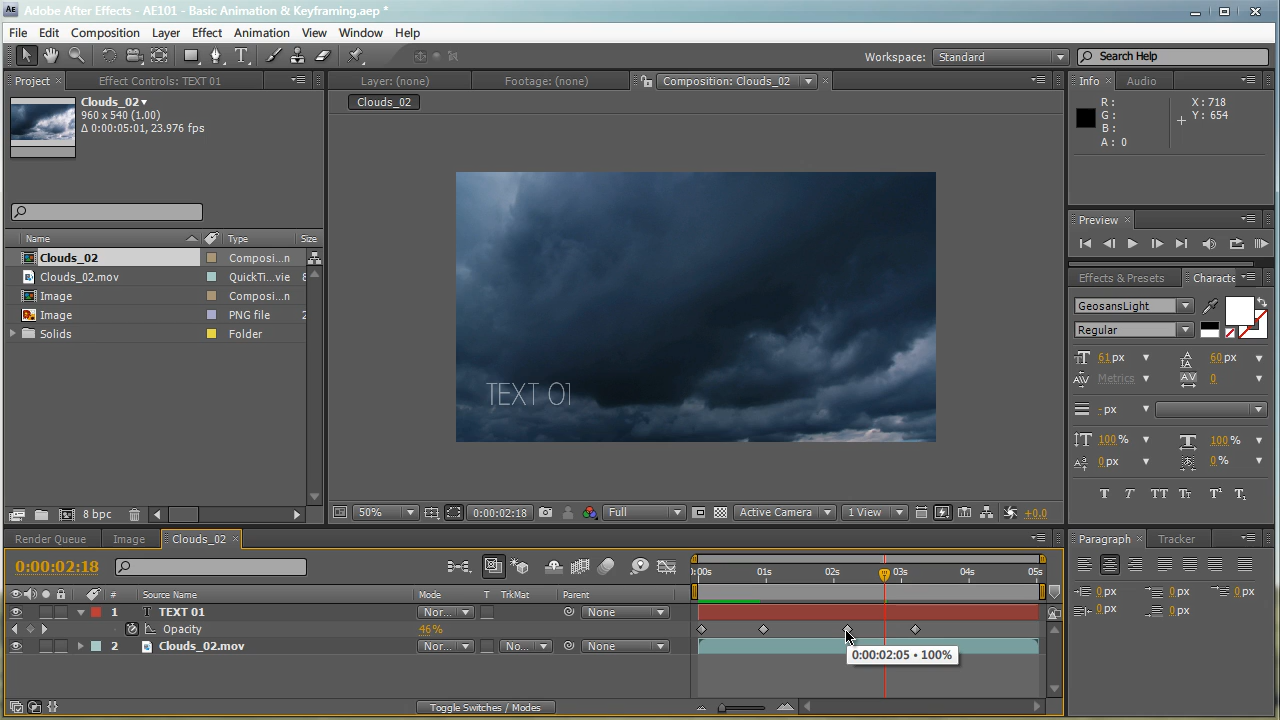 Adobe After Effects - AE101 - Basic Animation & Keyframing.aep *
File Edit Composition Layer Effect Animation View Window Help
Workspace: Standard Search Help
Project Effect Controls: TEXT 01
Layer: (none) Footage: (none) Composition: Clouds_02
Info Audio
Clouds_02
960 x 540 (1.00)
Δ 0:00:05:01, 23.976 fps
Clouds_02
R :
G :
B :
A : 0
X : 718
Y : 654
Preview
Name Type Size
Clouds_02 Composi...n
Clouds_02.mov QuickTi...vie
Image Composi...n
Image PNG file 2
Solids Folder
TEXT 01
Effects & Presets Characte
GeosansLight
Regular
61 px 60 px
Metrics 0
- px
100 % 100 %
0 px 0 %
T T TT Tт T¹ T₁
8 bpc
50% 0:00:02:18 Full Active Camera 1 View +0.0
Render Queue Image Clouds_02
Paragraph Tracker
0:00:02:18
0 px 0 px 0 px
0 px 0 px
:00s 01s 02s 03s 04s 05s
# Source Name Mode T TrkMat Parent
1 T TEXT 01 Nor... None
Opacity 46%
2 Clouds_02.mov Nor... No... None
0:00:02:05 • 100%
Toggle Switches / Modes